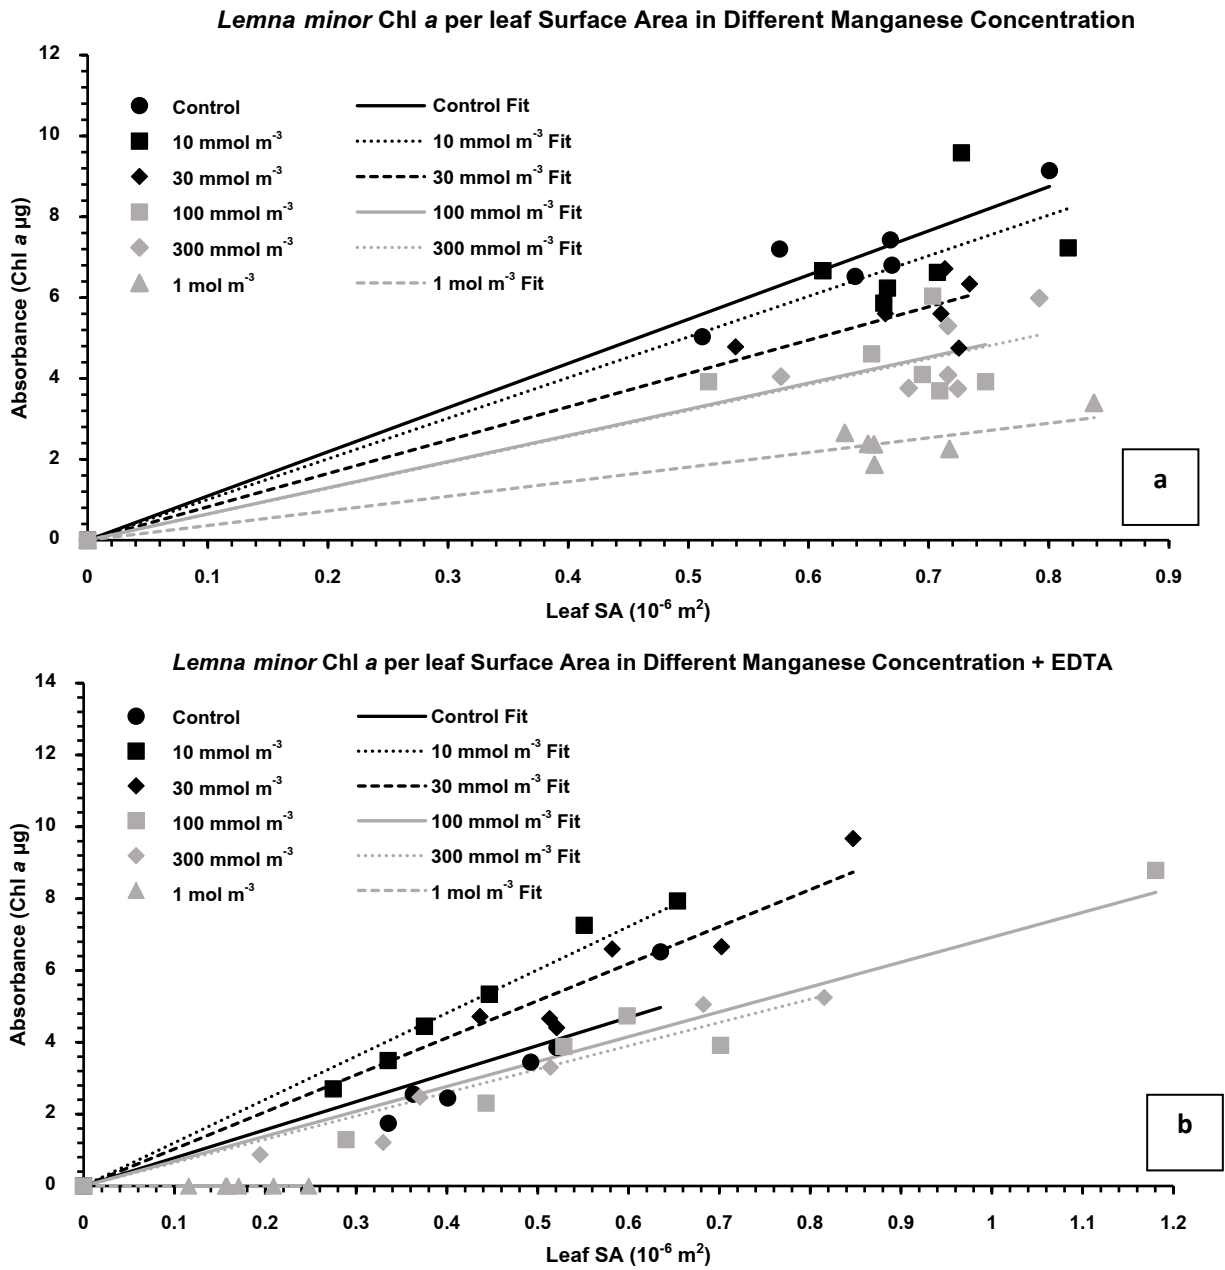 Lemna minor Chl a per leaf Surface Area in Different Manganese Concentration
12
10
8
6
4
2
0
Absorbance (Chl a µg)
Control
10 mmol m-3
30 mmol m-3
100 mmol m-3
300 mmol m-3
1 mol m-3
Control Fit
10 mmol m-3 Fit
30 mmol m-3 Fit
100 mmol m-3 Fit
300 mmol m-3 Fit
1 mol m-3 Fit
a
0 0.1 0.2 0.3 0.4 0.5 0.6 0.7 0.8 0.9
Leaf SA (10-6 m2)
Lemna minor Chl a per leaf Surface Area in Different Manganese Concentration + EDTA
14
12
10
8
6
4
2
0
Absorbance (Chl a µg)
Control
10 mmol m-3
30 mmol m-3
100 mmol m-3
300 mmol m-3
1 mol m-3
Control Fit
10 mmol m-3 Fit
30 mmol m-3 Fit
100 mmol m-3 Fit
300 mmol m-3 Fit
1 mol m-3 Fit
b
0 0.1 0.2 0.3 0.4 0.5 0.6 0.7 0.8 0.9 1 1.1 1.2
Leaf SA (10-6 m2)